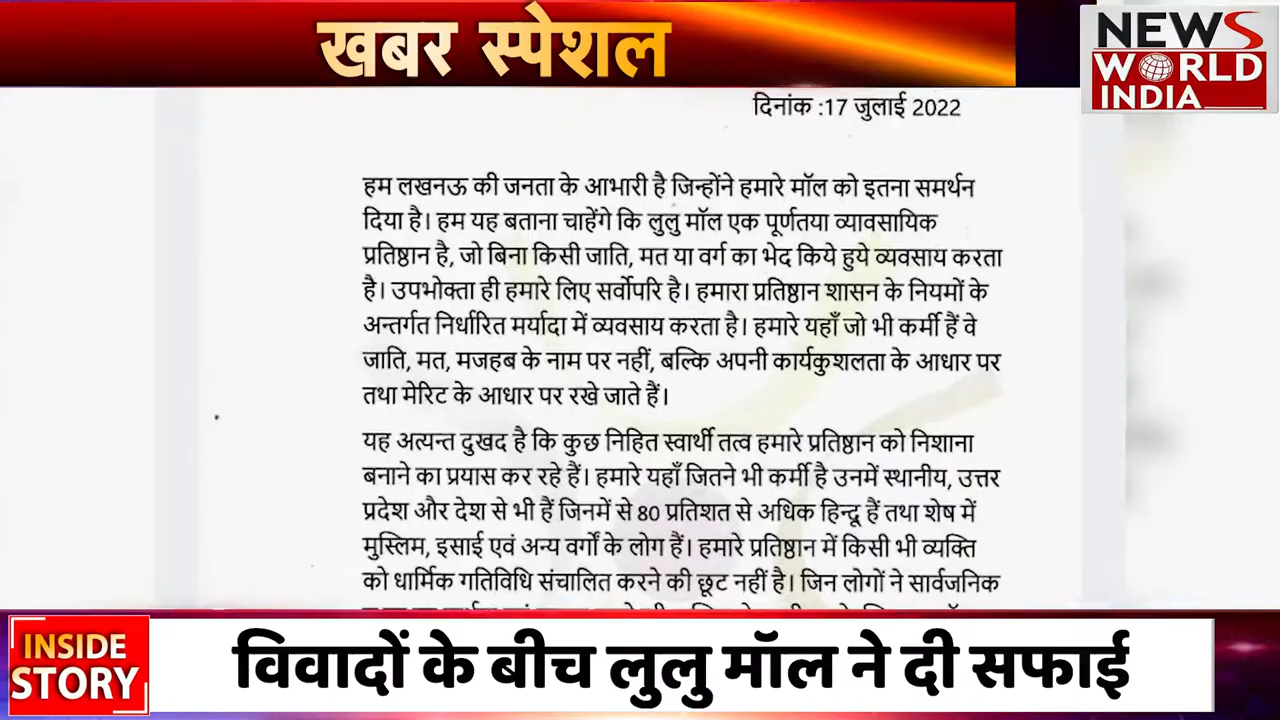 खबर स्पेशल
NEWS
WORLD
INDIA
दिनांक :17 जुलाई 2022
हम लखनऊ की जनता के आभारी है जिन्होंने हमारे मॉल को इतना समर्थन
दिया है। हम यह बताना चाहेंगे कि लुलु मॉल एक पूर्णतया व्यावसायिक
प्रतिष्ठान है, जो बिना किसी जाति, मत या वर्ग का भेद किये हुये व्यवसाय करता
है। उपभोक्ता ही हमारे लिए सर्वोपरि है। हमारा प्रतिष्ठान शासन के नियमों के
अन्तर्गत निर्धारित मर्यादा में व्यवसाय करता है। हमारे यहाँ जो भी कर्मी हैं वे
जाति, मत, मजहब के नाम पर नहीं, बल्कि अपनी कार्यकुशलता के आधार पर
तथा मेरिट के आधार पर रखे जाते हैं।
यह अत्यन्त दुखद है कि कुछ निहित स्वार्थी तत्व हमारे प्रतिष्ठान को निशाना
बनाने का प्रयास कर रहे हैं। हमारे यहाँ जितने भी कर्मी है उनमें स्थानीय, उत्तर
प्रदेश और देश से भी हैं जिनमें से 80 प्रतिशत से अधिक हिन्दू हैं तथा शेष में
मुस्लिम, इसाई एवं अन्य वर्गों के लोग हैं। हमारे प्रतिष्ठान में किसी भी व्यक्ति
को धार्मिक गतिविधि संचालित करने की छूट नहीं है। जिन लोगों ने सार्वजनिक
INSIDE
STORY
विवादों के बीच लुलु मॉल ने दी सफाई